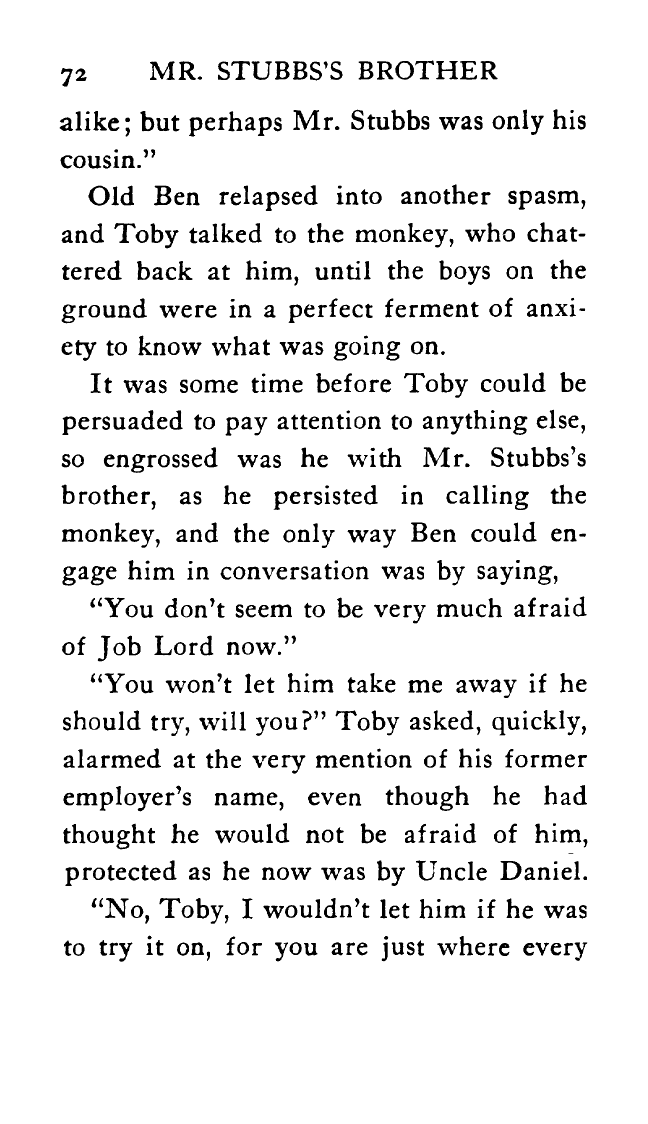 72 MR. STUBBS'S BROTHER
alike; but perhaps Mr. Stubbs was only his
cousin."
Old Ben relapsed into another spasm,
and Toby talked to the monkey, who chat-
tered back at him, until the boys on the
ground were in a perfect ferment of anxi-
ety to know what was going on.
It was some time before Toby could be
persuaded to pay attention to anything else,
so engrossed was he with Mr. Stubbs's
brother, as he persisted in calling the
monkey, and the only way Ben could en-
gage him in conversation was by saying,
"You don't seem to be very much afraid
of Job Lord now."
"You won't let him take me away if he
should try, will you?" Toby asked, quickly,
alarmed at the very mention of his former
employer's name, even though he had
thought he would not be afraid of him,
protected as he now was by Uncle Daniel.
"No, Toby, I wouldn't let him if he was
to try it on, for you are just where every